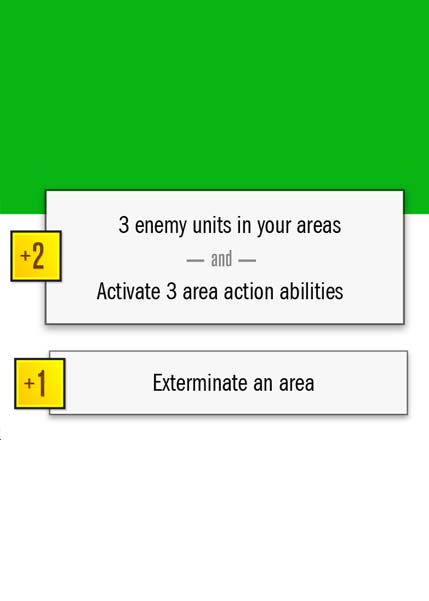 3 enemy units in your areas
+2
— and —
Activate 3 area action abilities
+1
Exterminate an area